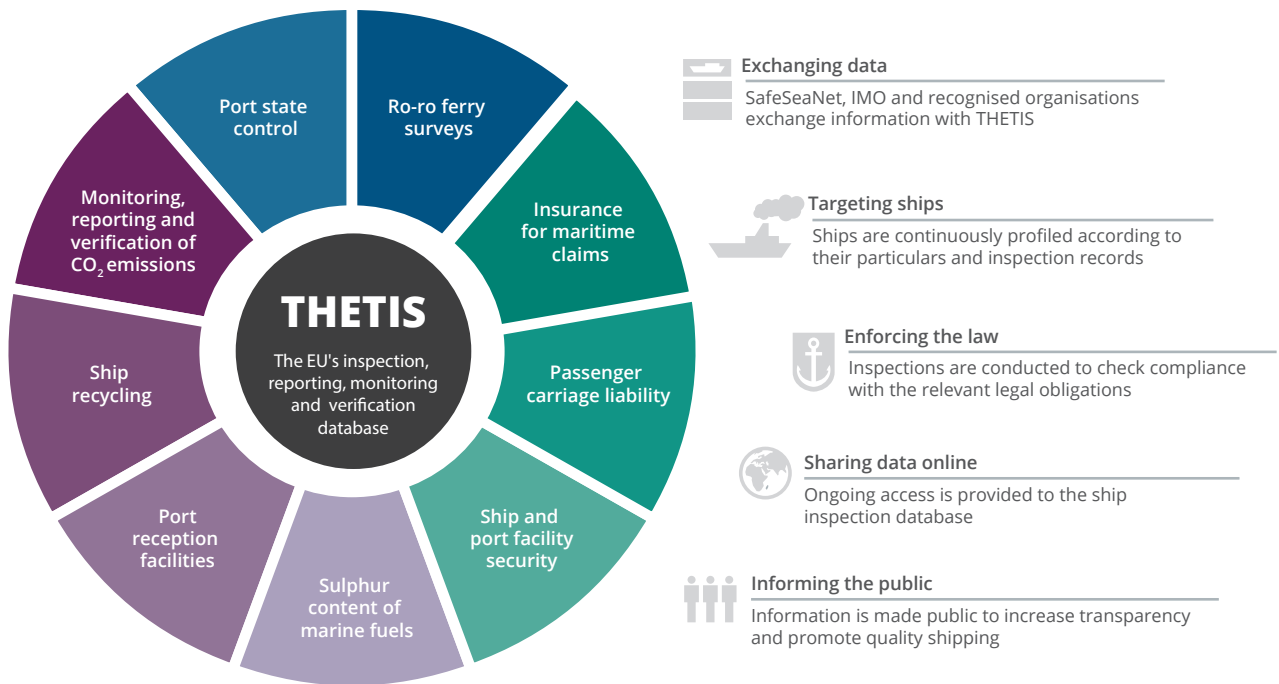 Port state
control
Ro-ro ferry
surveys
Insurance
for maritime
claims
Passenger
carriage liability
Ship and
port facility
security
Sulphur
content of
marine fuels
Port
reception
facilities
Ship
recycling
Monitoring,
reporting and
verification of
CO₂ emissions
THETIS
The EU's inspection,
reporting, monitoring
and verification
database
Exchanging data
SafeSeaNet, IMO and recognised organisations
exchange information with THETIS
Targeting ships
Ships are continuously profiled according to
their particulars and inspection records
Enforcing the law
Inspections are conducted to check compliance
with the relevant legal obligations
Sharing data online
Ongoing access is provided to the ship
inspection database
Informing the public
Information is made public to increase transparency
and promote quality shipping